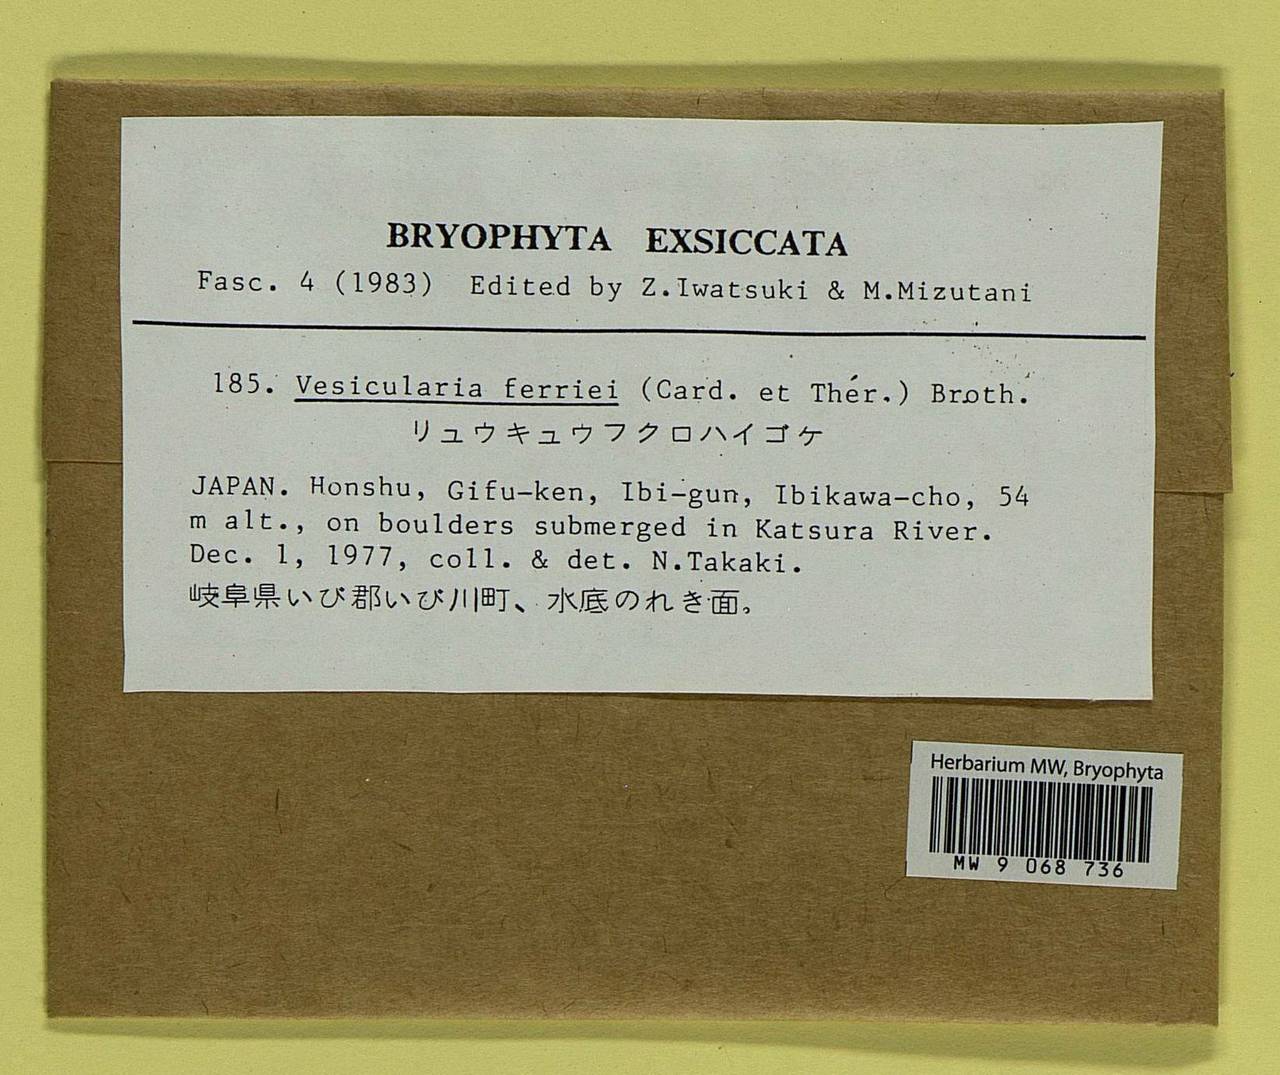 BRYOPHYTA EXSICCATA
Fasc. 4 (1983) Edited by Z.Iwatsuki & M.Mizutani
185. Vesicularia ferriei (Card. et Thér.) Broth.
リュウキュウフクロハイゴケ
JAPAN. Honshu, Gifu-ken, Ibi-gun, Ibikawa-cho, 54
m alt., on boulders submerged in Katsura River.
Dec. 1, 1977, coll. & det. N.Takaki.
岐阜県いび郡いび川町、水底のれき面。
Herbarium MW, Bryophyta
MW 9 068 736